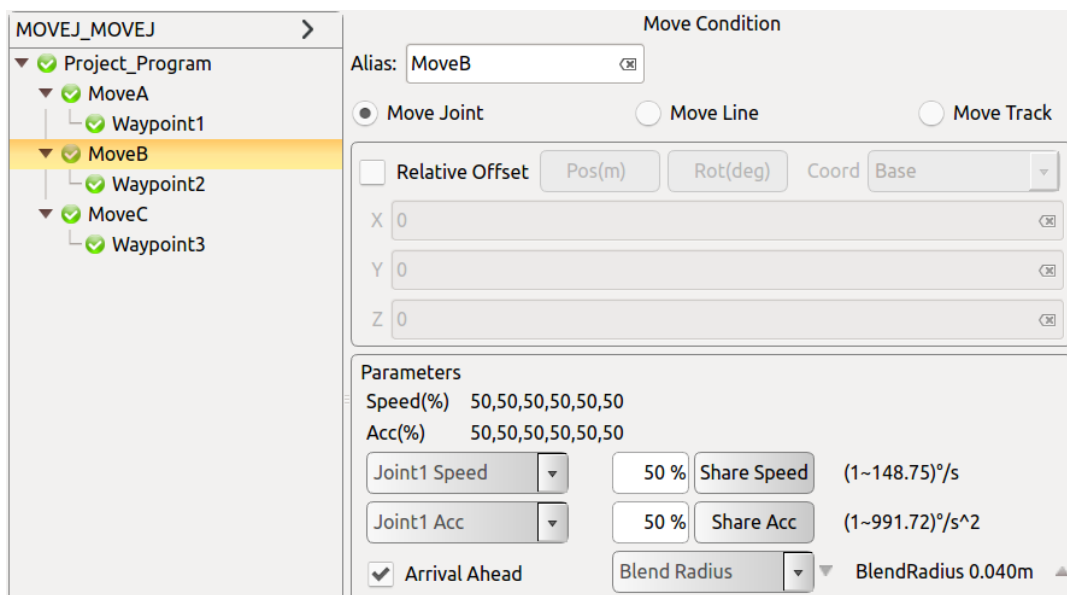 MOVEJ_MOVEJ
Project_Program
MoveA
Waypoint1
MoveB
Waypoint2
MoveC
Waypoint3
Move Condition
Alias: MoveB
Move Joint Move Line Move Track
Relative Offset Pos(m) Rot(deg) Coord Base
X 0
Y 0
Z 0
Parameters
Speed(%) 50,50,50,50,50,50
Acc(%) 50,50,50,50,50,50
Joint1 Speed 50 % Share Speed (1~148.75)°/s
Joint1 Acc 50 % Share Acc (1~991.72)°/s^2
Arrival Ahead Blend Radius BlendRadius 0.040m